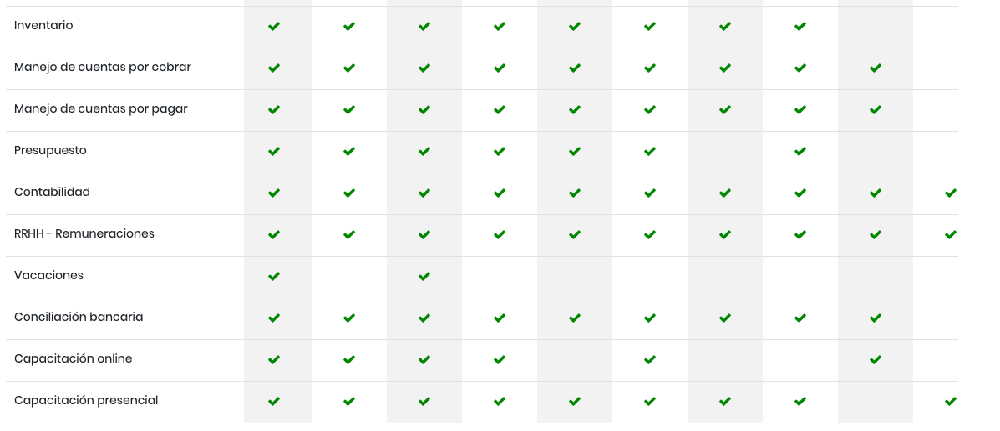 Inventario
Manejo de cuentas por cobrar
Manejo de cuentas por pagar
Presupuesto
Contabilidad
RRHH - Remuneraciones
Vacaciones
Conciliación bancaria
Capacitación online
Capacitación presencial